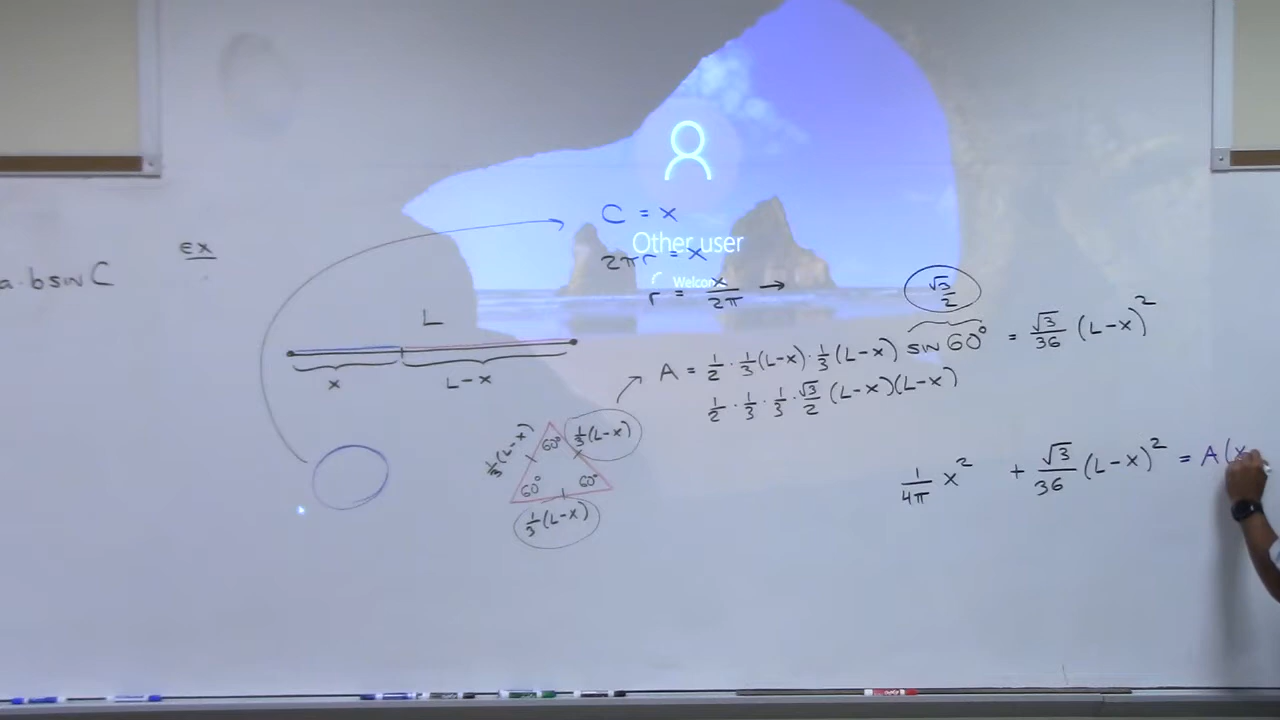 a·b sin C
ex
C = x
Other user
2πr = x
Welcom
r = x/2π →
√3/2
L
x
L-x
A = 1/2 · 1/3(L-x) · 1/3(L-x) sin 60° = √3/36 (L-x)²
1/2 · 1/3 · 1/3 · √3/2 (L-x)(L-x)
1/3(L-x)
60°
1/3(L-x)
60°
60°
1/3(L-x)
1/4π x² + √3/36 (L-x)² = A(x